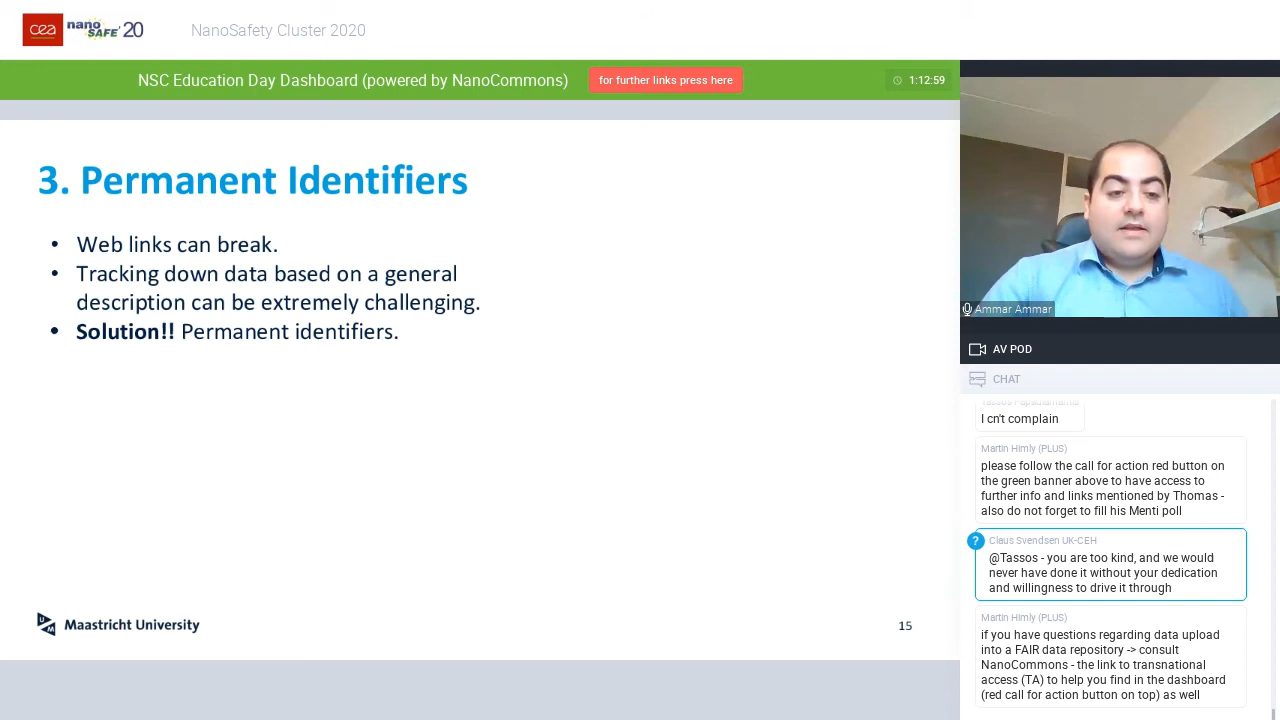 cea nano SAFE' 20
NanoSafety Cluster 2020
NSC Education Day Dashboard (powered by NanoCommons)
for further links press here
1:12:59
3. Permanent Identifiers
• Web links can break.
• Tracking down data based on a general
description can be extremely challenging.
• Solution!! Permanent identifiers.
Maastricht University
15
Ammar Ammar
AV POD
CHAT
I cn't complain
Martin Himly (PLUS)
please follow the call for action red button on
the green banner above to have access to
further info and links mentioned by Thomas -
also do not forget to fill his Menti poll
?
Claus Svendsen UK-CEH
@Tassos - you are too kind, and we would
never have done it without your dedication
and willingness to drive it through
Martin Himly (PLUS)
if you have questions regarding data upload
into a FAIR data repository -> consult
NanoCommons - the link to transnational
access (TA) to help you find in the dashboard
(red call for action button on top) as well